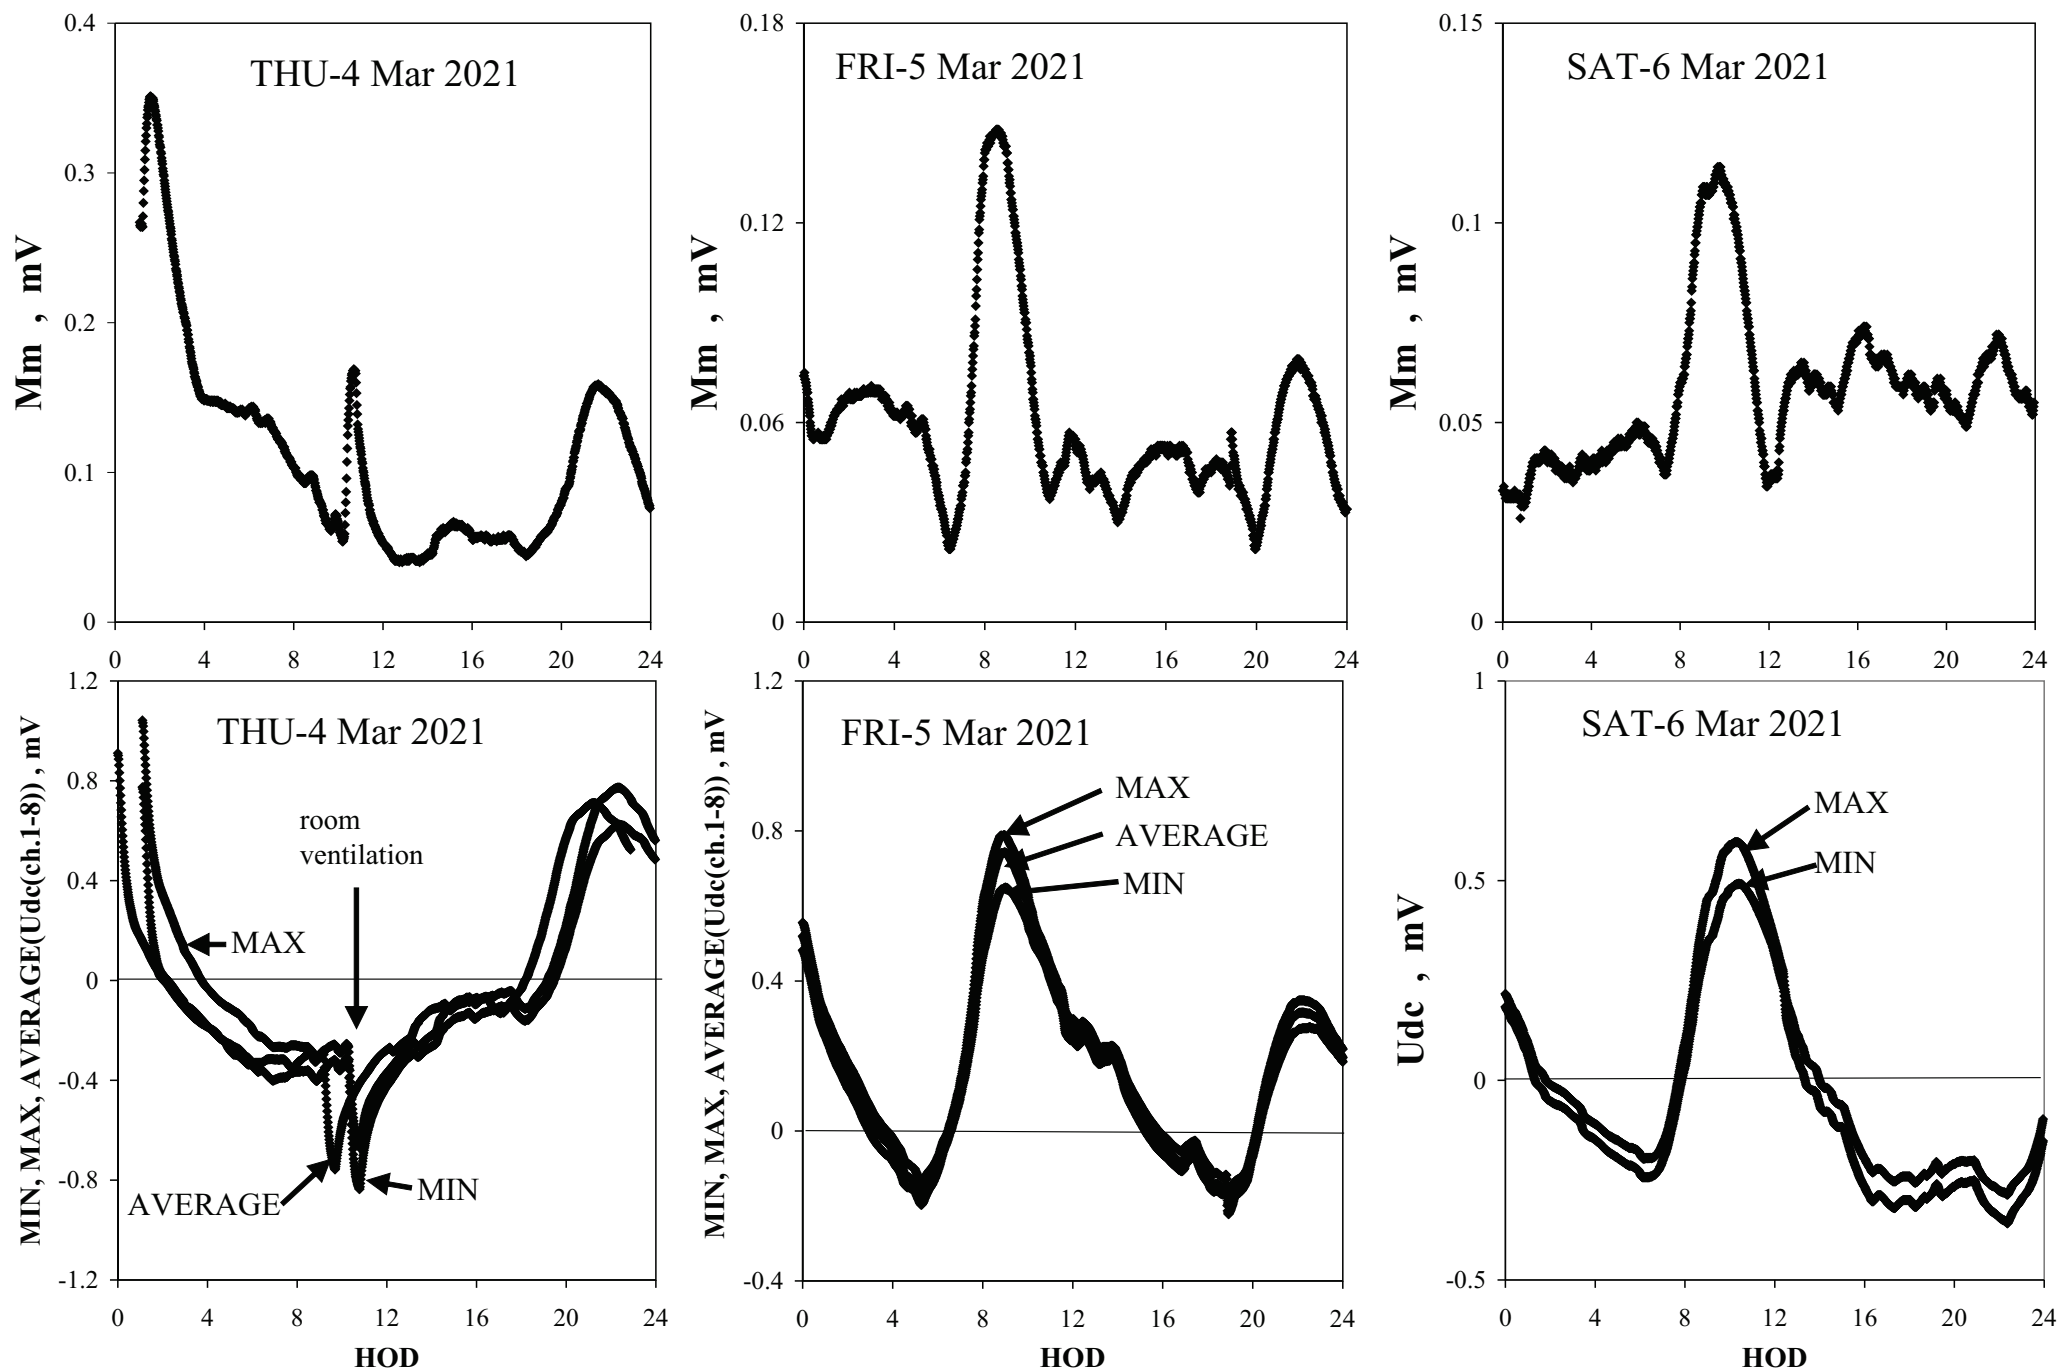 THU-4 Mar 2021
Mm , mV
0.4
0.3
0.2
0.1
0
0 4 8 12 16 20 24
FRI-5 Mar 2021
Mm , mV
0.18
0.12
0.06
0
0 4 8 12 16 20 24
SAT-6 Mar 2021
Mm , mV
0.15
0.1
0.05
0
0 4 8 12 16 20 24
THU-4 Mar 2021
MIN, MAX, AVERAGE(Udc(ch.1-8)) , mV
1.2
0.8
0.4
0
-0.4
-0.8
-1.2
room
ventilation
MAX
AVERAGE
MIN
0 4 8 12 16 20 24
HOD
FRI-5 Mar 2021
MIN, MAX, AVERAGE(Udc(ch.1-8)) , mV
1.2
0.8
0.4
0
-0.4
MAX
AVERAGE
MIN
0 4 8 12 16 20 24
HOD
SAT-6 Mar 2021
Udc , mV
1
0.5
0
-0.5
MAX
MIN
0 4 8 12 16 20 24
HOD